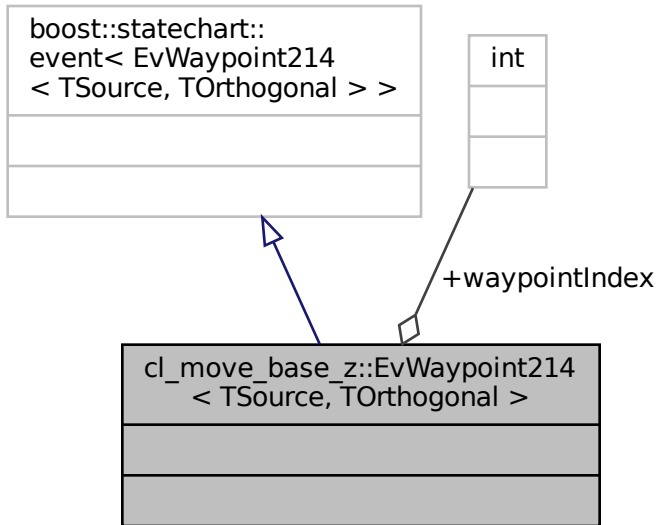 boost::statechart::
event< EvWaypoint214
< TSource, TOrthogonal > >
int
+waypointIndex
cl_move_base_z::EvWaypoint214
< TSource, TOrthogonal >